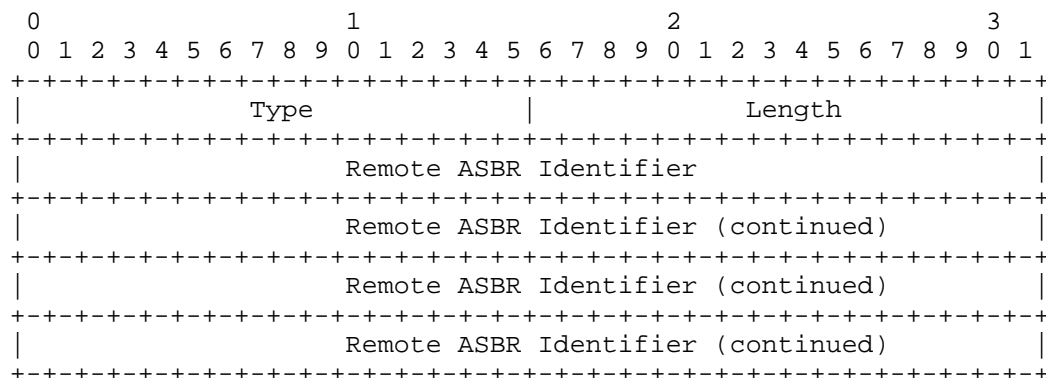 0                   1                   2                   3
 0 1 2 3 4 5 6 7 8 9 0 1 2 3 4 5 6 7 8 9 0 1 2 3 4 5 6 7 8 9 0 1
+-+-+-+-+-+-+-+-+-+-+-+-+-+-+-+-+-+-+-+-+-+-+-+-+-+-+-+-+-+-+-+-+
|              Type             |             Length            |
+-+-+-+-+-+-+-+-+-+-+-+-+-+-+-+-+-+-+-+-+-+-+-+-+-+-+-+-+-+-+-+-+
|                    Remote ASBR Identifier                     |
+-+-+-+-+-+-+-+-+-+-+-+-+-+-+-+-+-+-+-+-+-+-+-+-+-+-+-+-+-+-+-+-+
|                    Remote ASBR Identifier (continued)         |
+-+-+-+-+-+-+-+-+-+-+-+-+-+-+-+-+-+-+-+-+-+-+-+-+-+-+-+-+-+-+-+-+
|                    Remote ASBR Identifier (continued)         |
+-+-+-+-+-+-+-+-+-+-+-+-+-+-+-+-+-+-+-+-+-+-+-+-+-+-+-+-+-+-+-+-+
|                    Remote ASBR Identifier (continued)         |
+-+-+-+-+-+-+-+-+-+-+-+-+-+-+-+-+-+-+-+-+-+-+-+-+-+-+-+-+-+-+-+-+